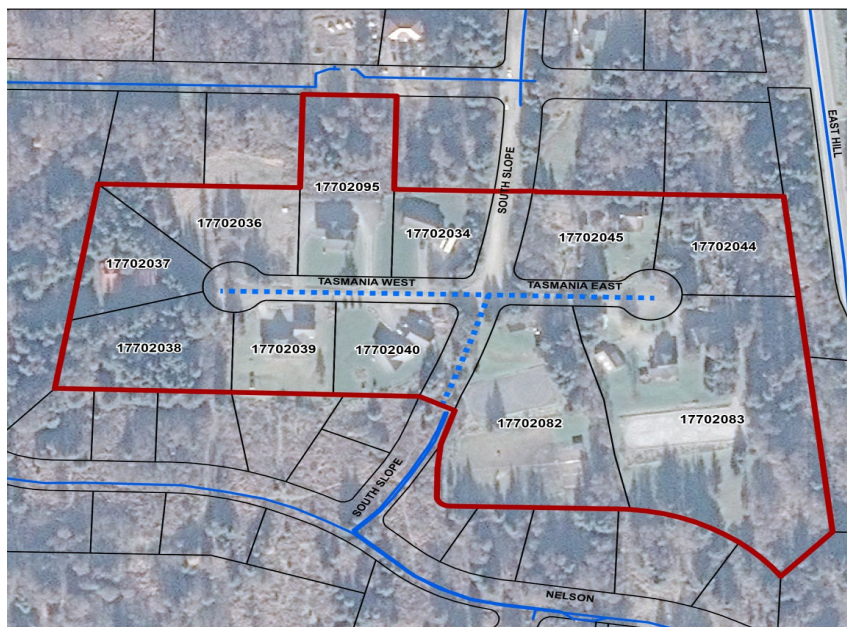 EAST HILL
17702095
SOUTH SLOPE
17702036
17702034
17702045
17702044
17702037
TASMANIA WEST
TASMANIA EAST
17702038
17702039
17702040
17702082
17702083
SOUTH SLOPE
NELSON